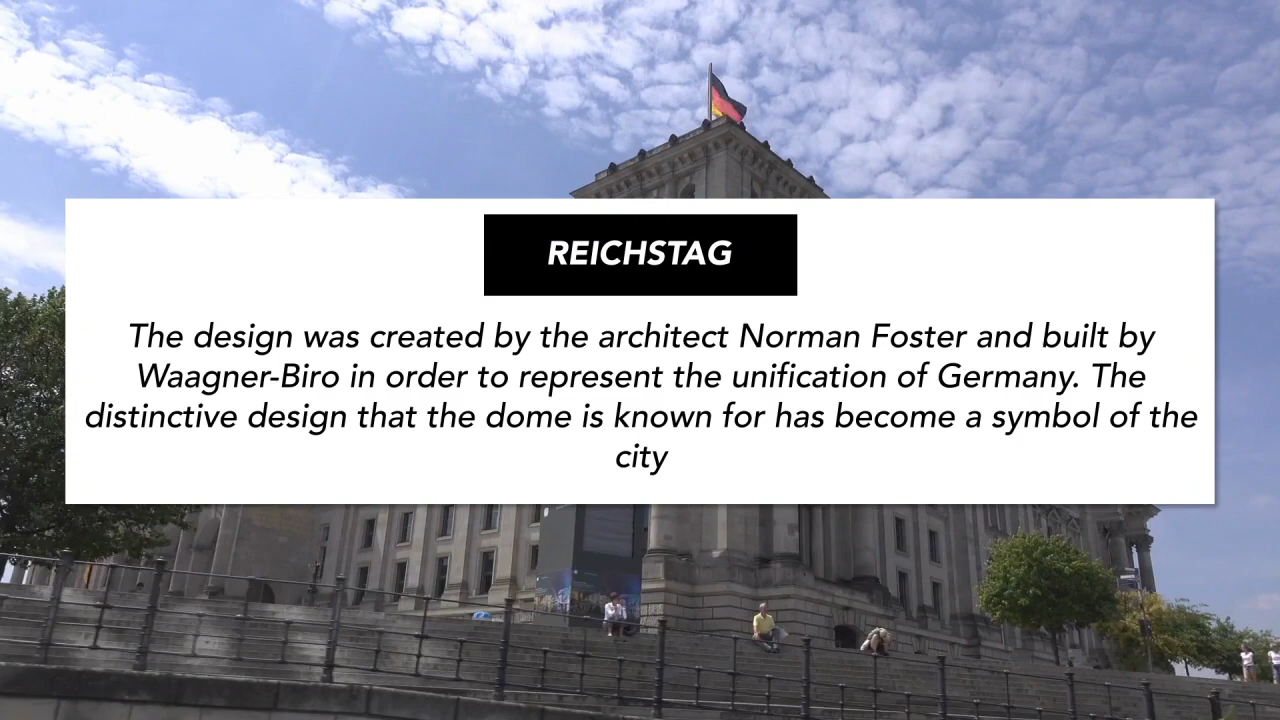 REICHSTAG
The design was created by the architect Norman Foster and built by
Waagner-Biro in order to represent the unification of Germany. The
distinctive design that the dome is known for has become a symbol of the
city